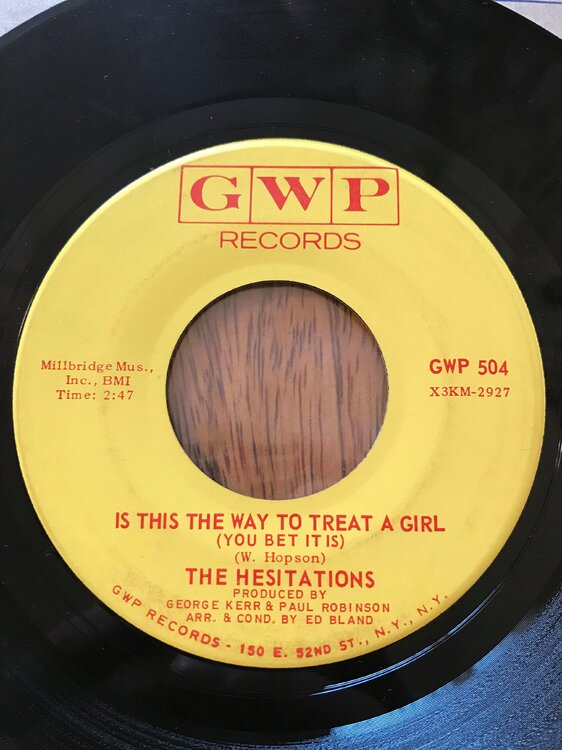 GWP
RECORDS
Millbridge Mus.,
Inc., BMI
Time: 2:47
GWP 504
X3KM-2927
IS THIS THE WAY TO TREAT A GIRL
(YOU BET IT IS)
(W. Hopson)
THE HESITATIONS
PRODUCED BY
GEORGE KERR & PAUL ROBINSON
ARR. & COND. BY ED BLAND
GWP RECORDS - 150 E. 52ND ST., N.Y., N.Y.